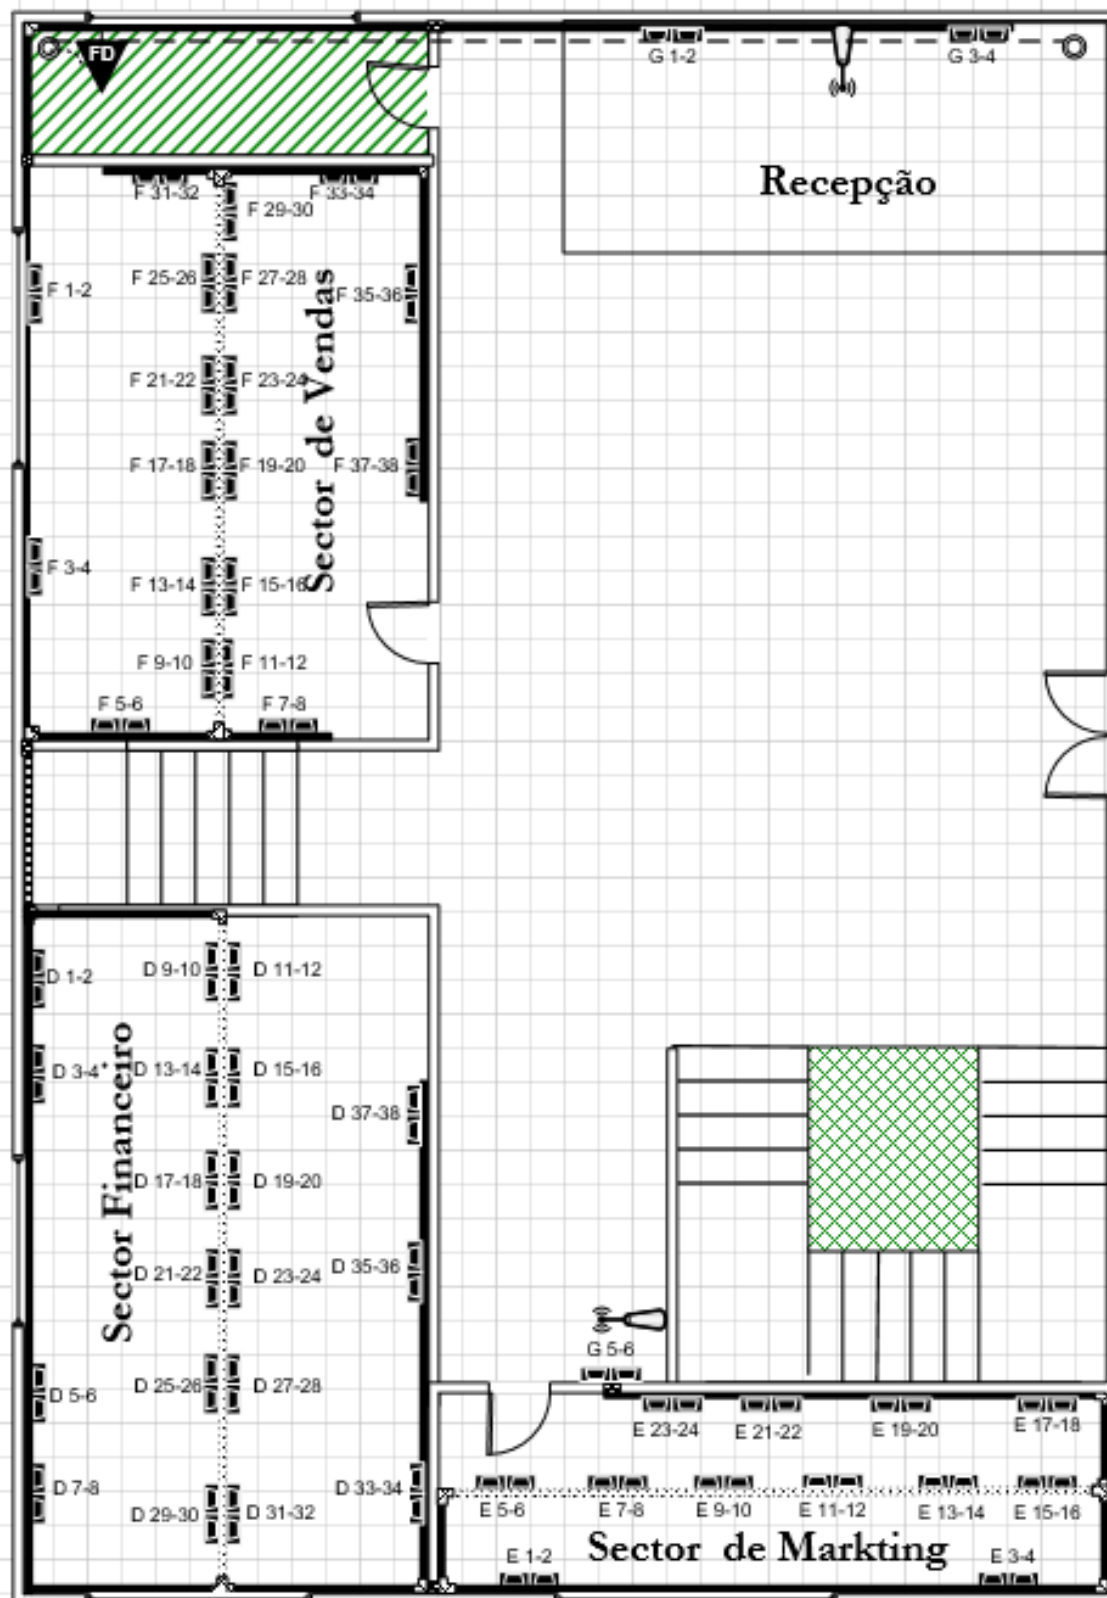 FD
G 1-2
G 3-4
Recepção
F 31-32
F 33-34
F 29-30
F 25-26
F 27-28
F 1-2
F 35-36
F 21-22
F 23-24
Sector de Vendas
F 17-18
F 19-20
F 37-38
F 3-4
F 13-14
F 15-16
F 9-10
F 11-12
F 5-6
F 7-8
D 1-2
D 9-10
D 11-12
D 3-4*
D 13-14
D 15-16
D 37-38
Sector Financeiro
D 17-18
D 19-20
D 21-22
D 23-24
D 35-36
D 5-6
D 25-26
D 27-28
D 7-8
D 33-34
D 29-30
D 31-32
G 5-6
E 23-24
E 21-22
E 19-20
E 17-18
E 5-6
E 7-8
E 9-10
E 11-12
E 13-14
E 15-16
Sector de Markting
E 1-2
E 3-4